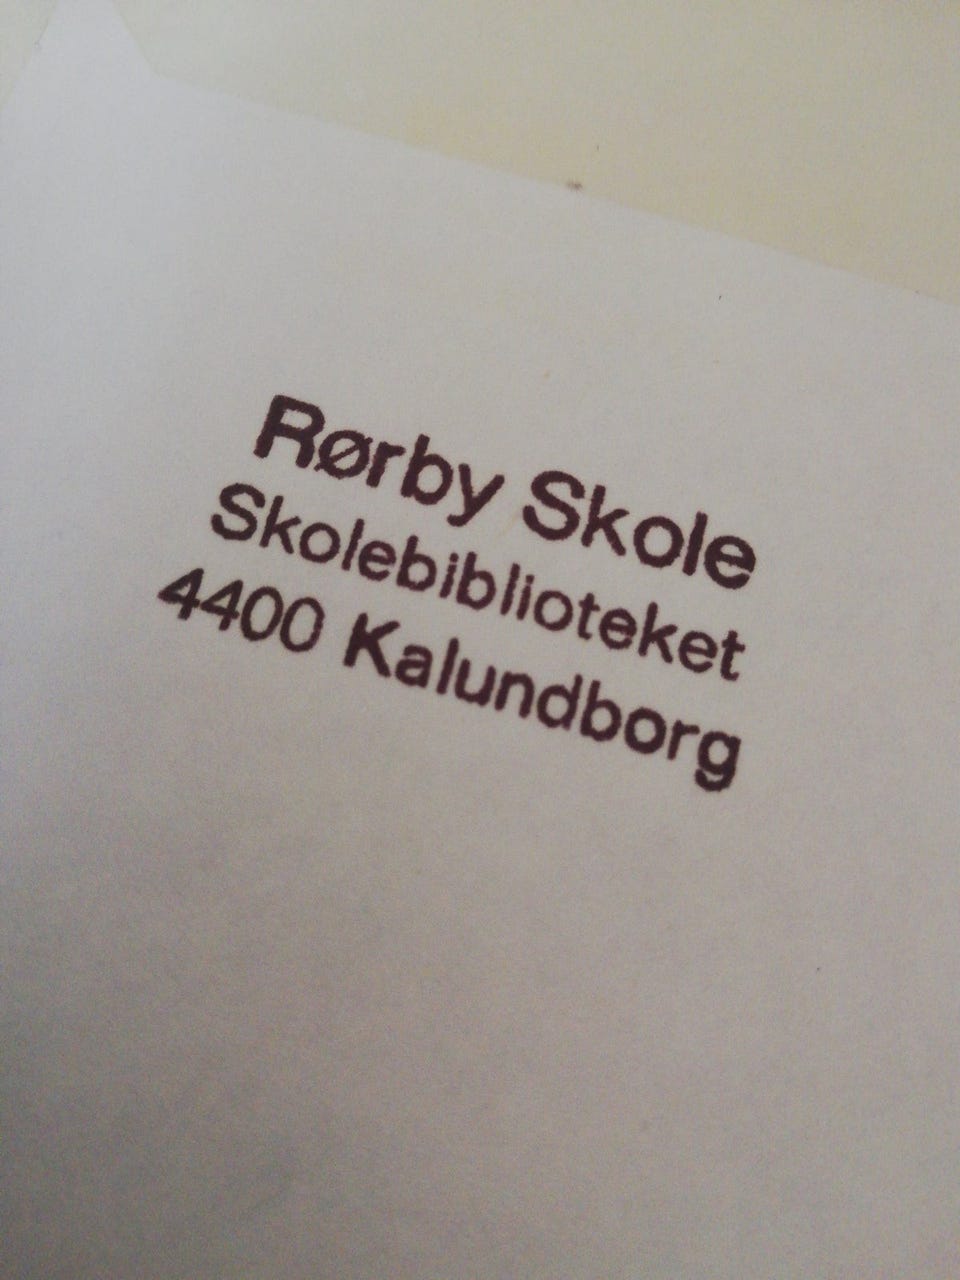 Rørby Skole
Skolebiblioteket
4400 Kalundborg